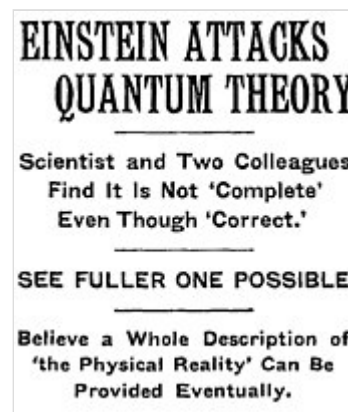 EINSTEIN ATTACKS
QUANTUM THEORY
Scientist and Two Colleagues
Find It Is Not ‘Complete’
Even Though ‘Correct.’
SEE FULLER ONE POSSIBLE
Believe a Whole Description of
‘the Physical Reality’ Can Be
Provided Eventually.